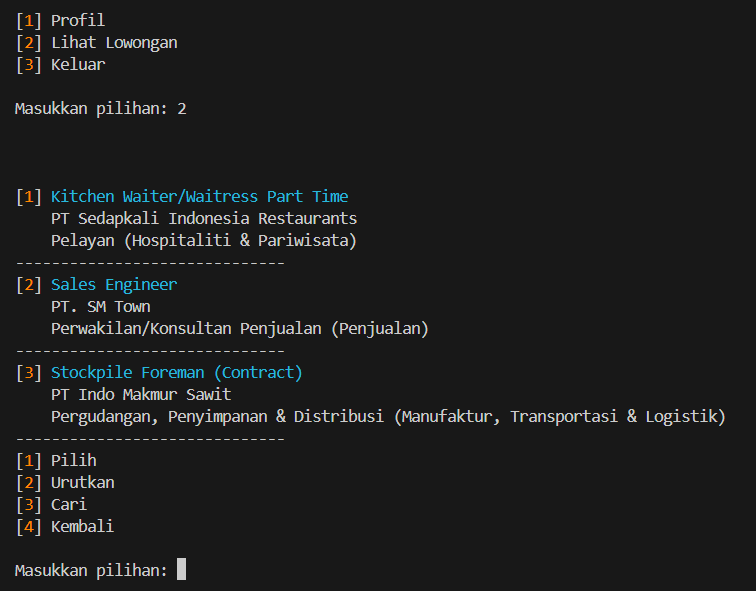 [1] Profil
[2] Lihat Lowongan
[3] Keluar
Masukkan pilihan: 2
[1] Kitchen Waiter/Waitress Part Time
PT Sedapkali Indonesia Restaurants
Pelayan (Hospitaliti & Pariwisata)
------------------------------
[2] Sales Engineer
PT. SM Town
Perwakilan/Konsultan Penjualan (Penjualan)
------------------------------
[3] Stockpile Foreman (Contract)
PT Indo Makmur Sawit
Pergudangan, Penyimpanan & Distribusi (Manufaktur, Transportasi & Logistik)
------------------------------
[1] Pilih
[2] Urutkan
[3] Cari
[4] Kembali
Masukkan pilihan: